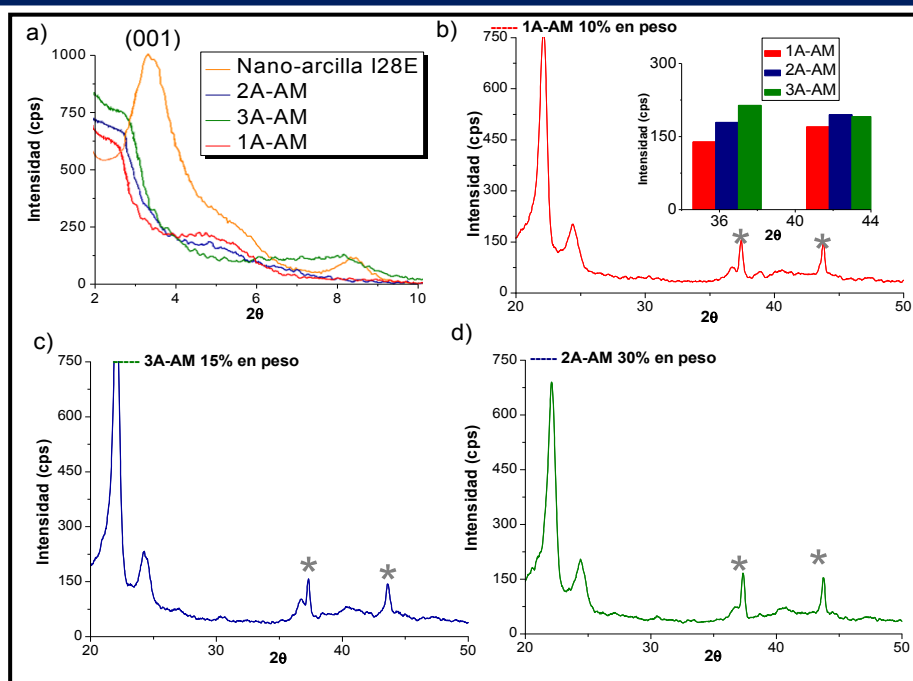 a)
(001)
Nano-arcilla I28E
2A-AM
3A-AM
1A-AM
Intensidad (cps)
1000
750
500
250
0
2 4 6 8 10
2θ
b)
1A-AM 10% en peso
Intensidad (cps)
750
600
450
300
150
0
20 30 40 50
2θ
1A-AM
2A-AM
3A-AM
Intensidad (cps)
300
150
0
36 40 44
2θ
*
*
c)
3A-AM 15% en peso
Intensidad (cps)
750
600
450
300
150
0
20 30 40 50
2θ
*
*
d)
2A-AM 30% en peso
Intensidad (cps)
750
600
450
300
150
0
20 30 40 50
2θ
*
*